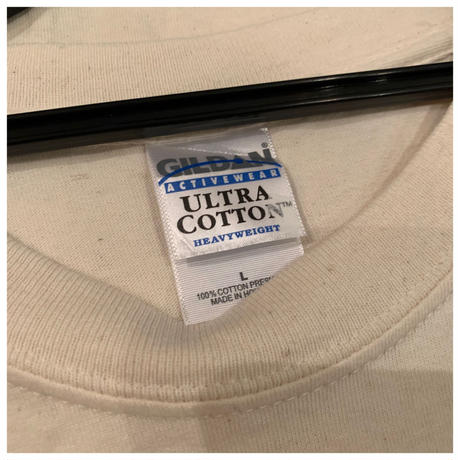 GILDAN®
ACTIVEWEAR
ULTRA
COTTON™
HEAVYWEIGHT
L
100% COTTON
MADE IN